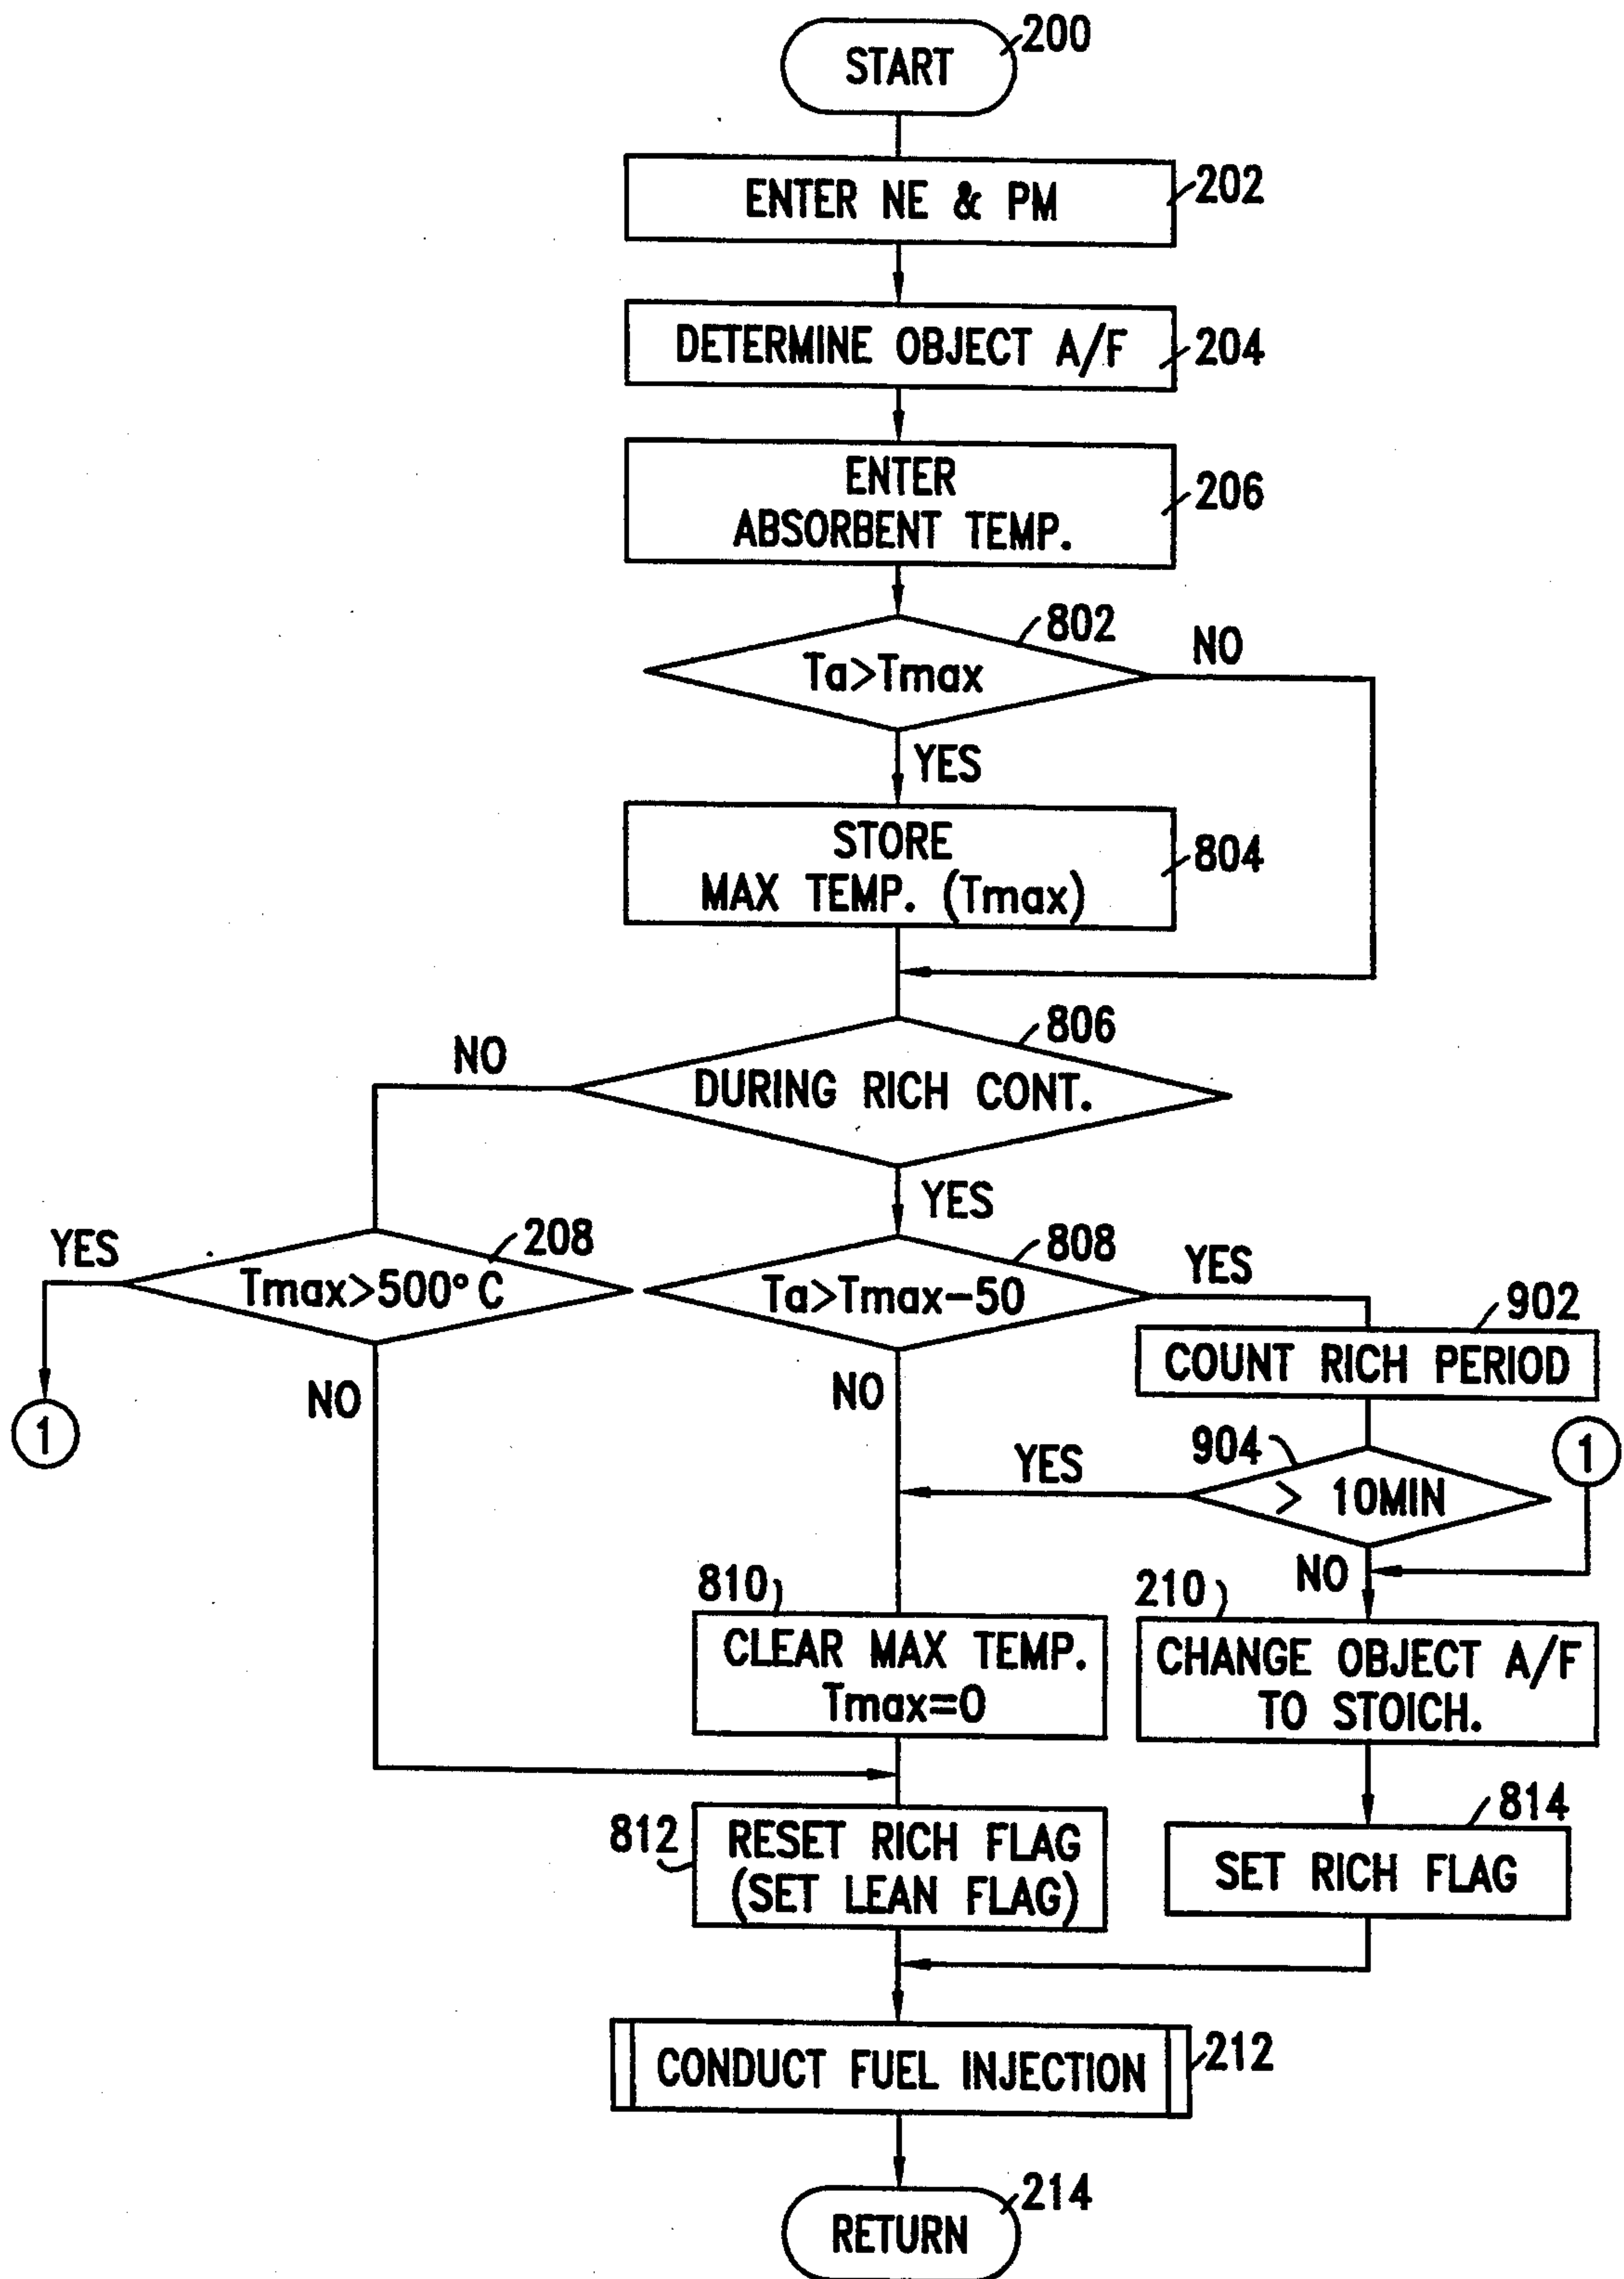 START
200
ENTER NE & PM
202
DETERMINE OBJECT A/F
204
ENTER
ABSORBENT TEMP.
206
802
Ta>Tmax
NO
YES
STORE
MAX TEMP. (Tmax)
804
806
NO
DURING RICH CONT.
YES
YES
208
Tmax>500°C
NO
1
808
Ta>Tmax-50
YES
NO
902
COUNT RICH PERIOD
904
YES
> 10MIN
1
NO
810
CLEAR MAX TEMP.
Tmax=0
210
CHANGE OBJECT A/F
TO STOICH.
812
RESET RICH FLAG
(SET LEAN FLAG)
814
SET RICH FLAG
CONDUCT FUEL INJECTION
212
RETURN
214